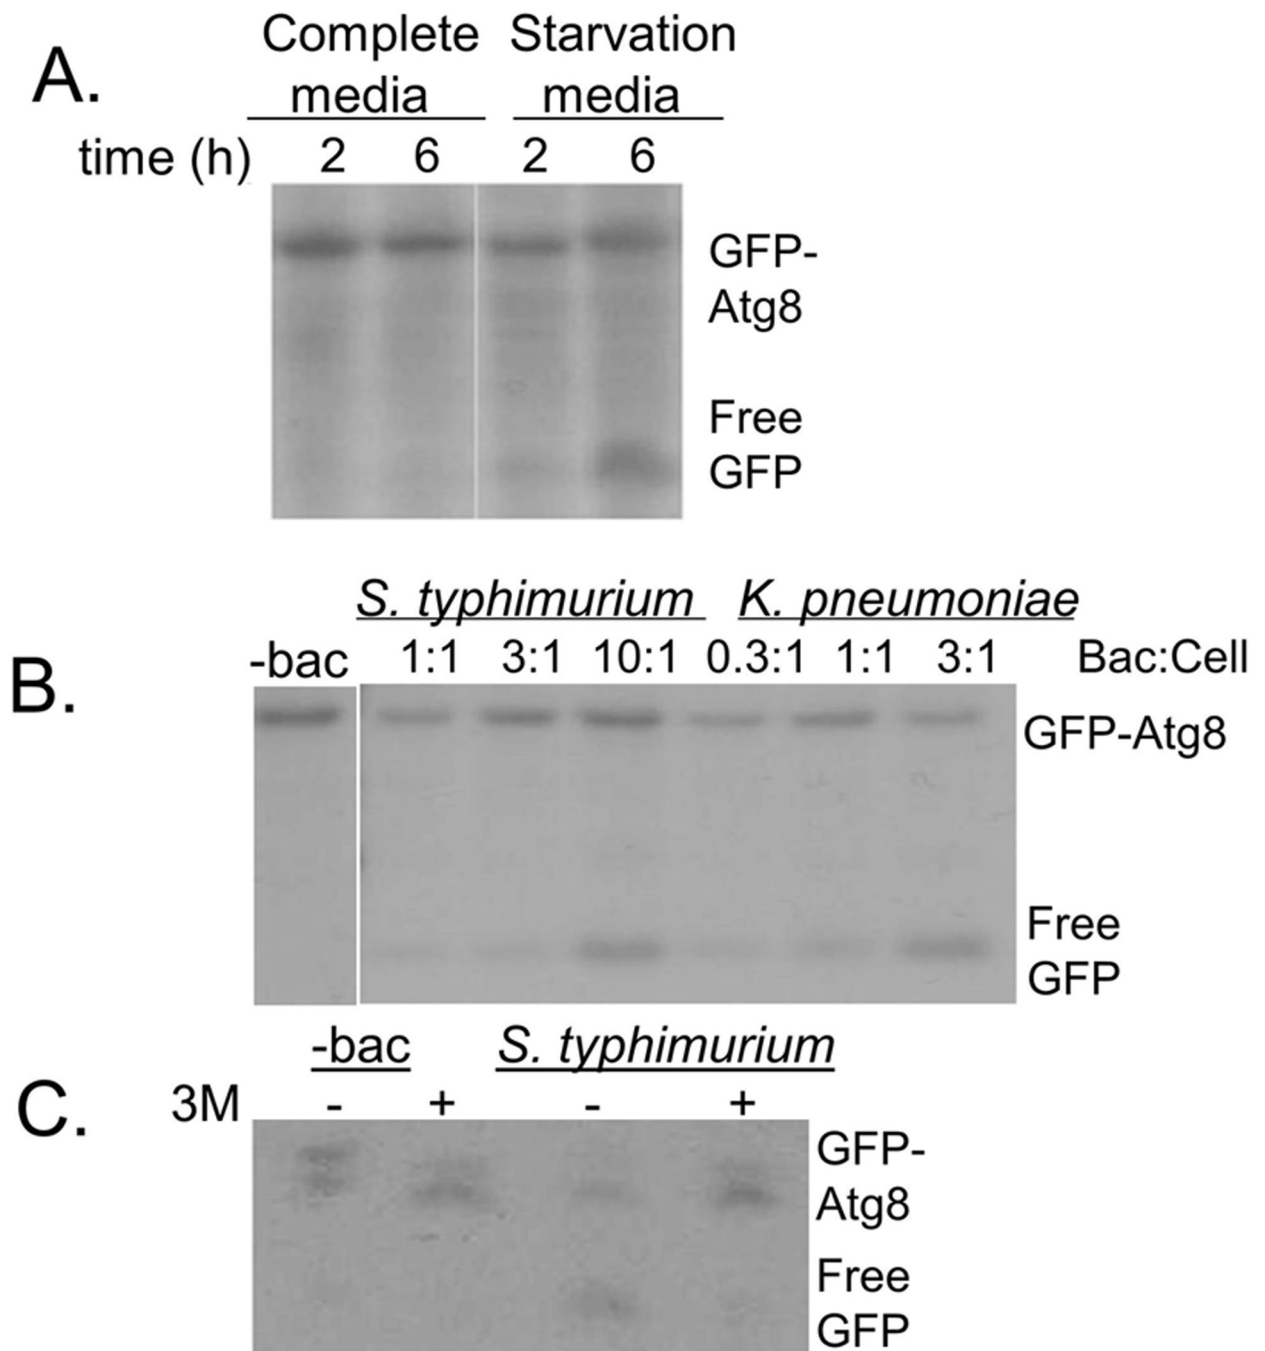 A.
Complete media
Starvation media
time (h) 2 6 2 6
GFP-
Atg8
Free
GFP
B.
S. typhimurium K. pneumoniae
-bac 1:1 3:1 10:1 0.3:1 1:1 3:1 Bac:Cell
GFP-Atg8
Free
GFP
C.
-bac S. typhimurium
3M - + - +
GFP-
Atg8
Free
GFP